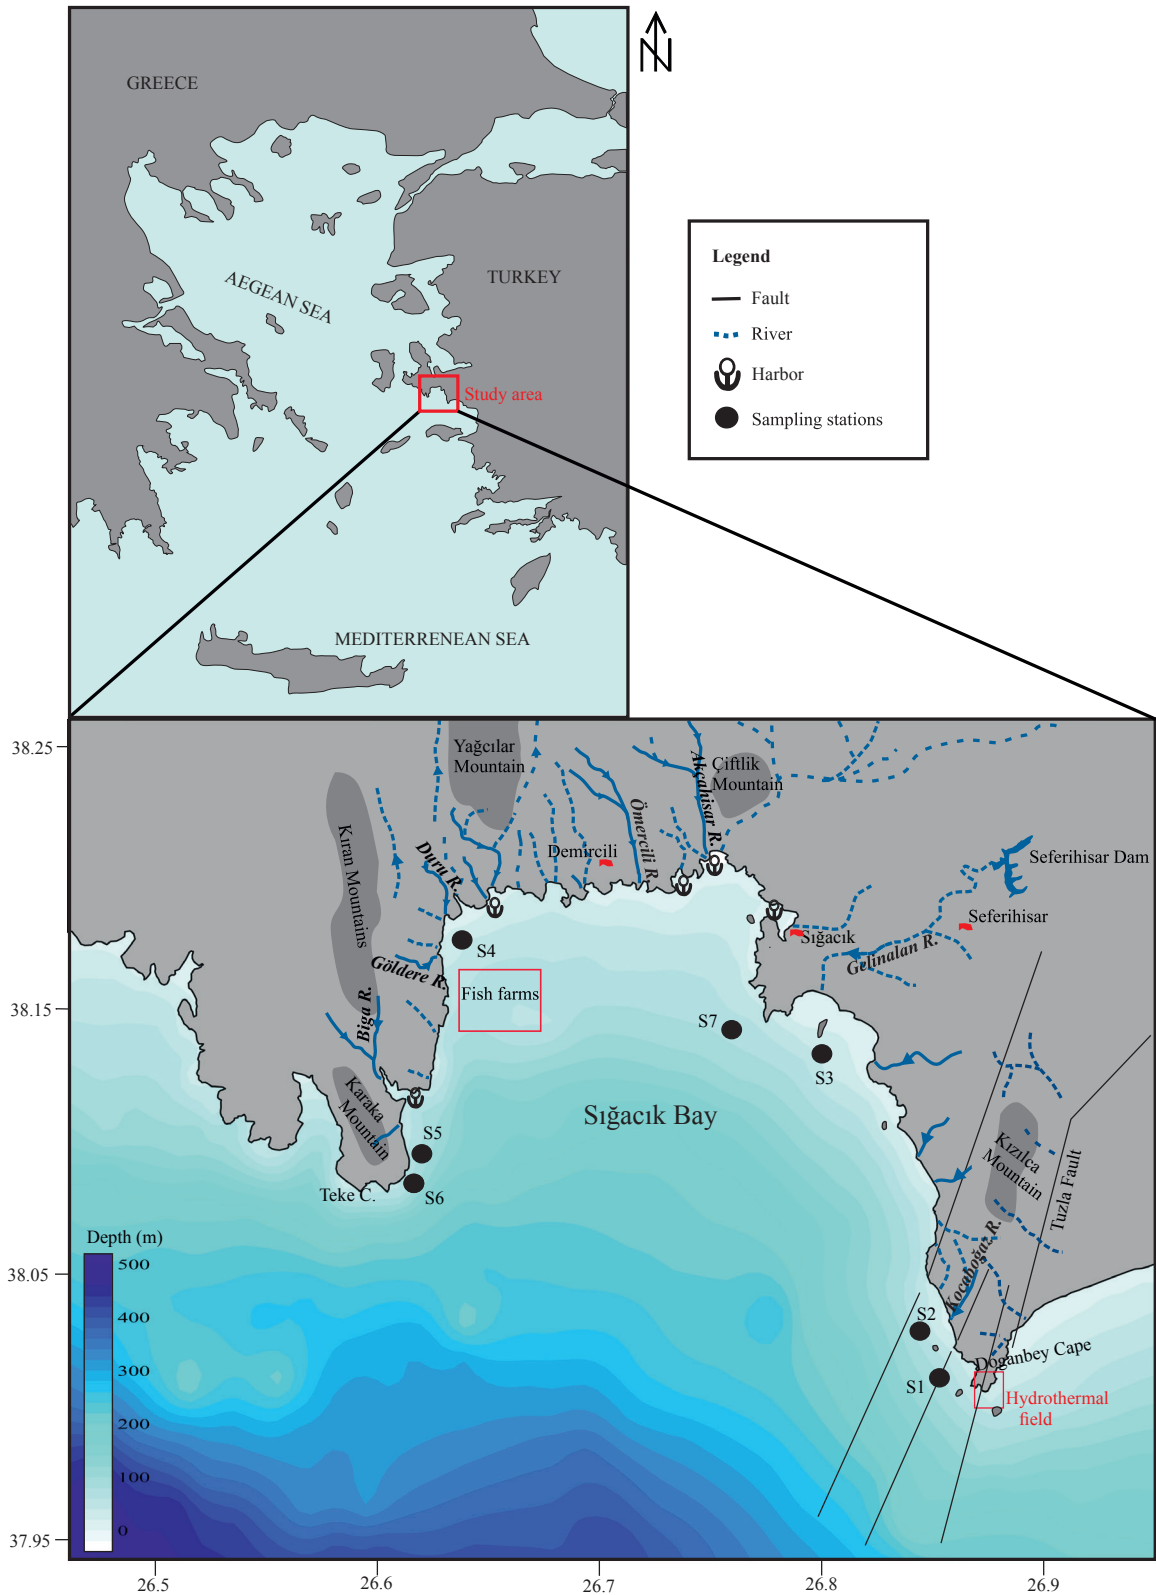 N
GREECE
AEGEAN SEA
TURKEY
Study area
MEDITERRENEAN SEA
Legend
Fault
River
Harbor
Sampling stations
38.25
38.15
38.05
37.95
Yağcılar
Mountain
Çiftlik
Mountain
Akçahisar R.
Ömercili R.
Kıran Mountains
Duru R.
Demircili
Seferihisar Dam
Seferihisar
Sığacık
Gelinalan R.
S4
Göldere R.
Fish farms
Biga R.
S7
S3
Karaka
Mountain
Sığacık Bay
S5
S6
Teke C.
Kızılca
Mountain
Tuzla Fault
Kocaboğaz R.
S2
S1
Doğanbey Cape
Hydrothermal
field
Depth (m)
500
400
300
200
100
0
26.5
26.6
26.7
26.8
26.9